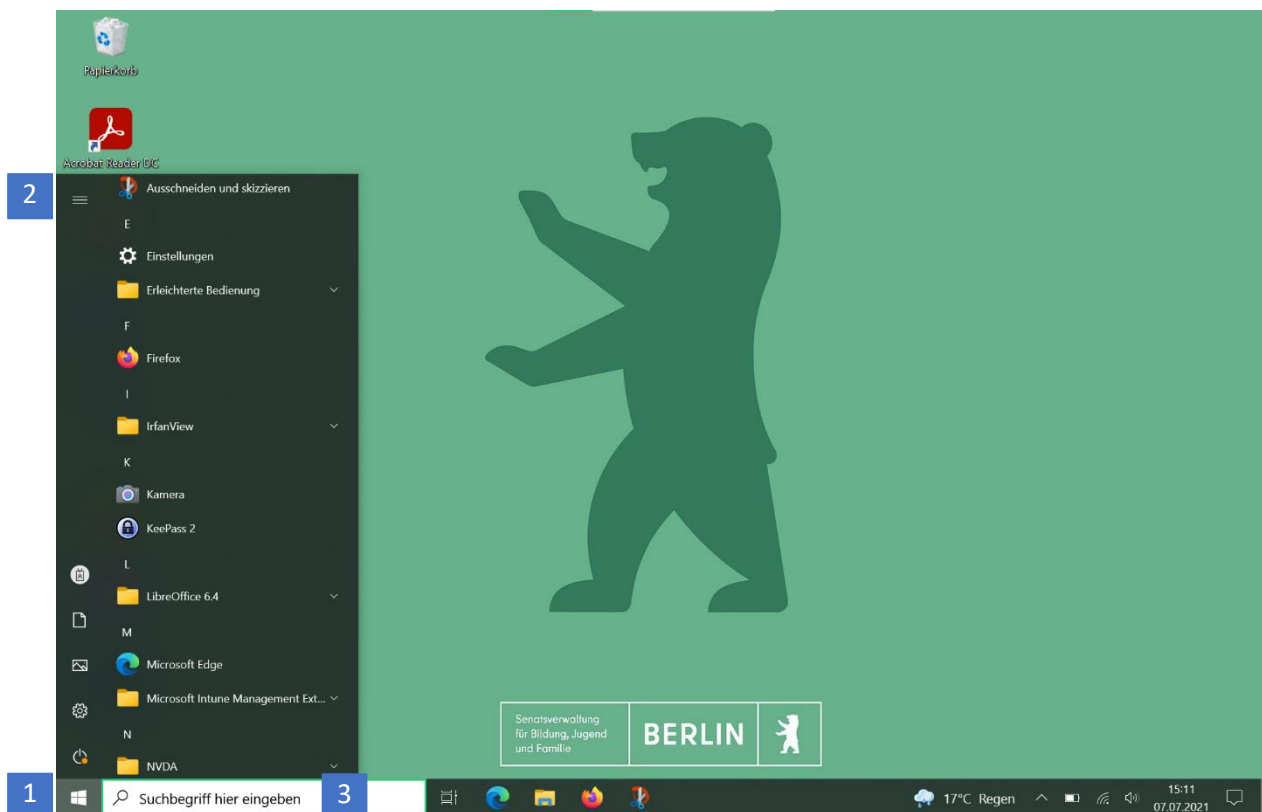 Papierkorb
Acrobat Reader DC
2
Ausschneiden und skizzieren
E
Einstellungen
Erleichterte Bedienung
F
Firefox
I
IrfanView
K
Kamera
KeePass 2
L
LibreOffice 6.4
M
Microsoft Edge
Microsoft Intune Management Ext...
N
NVDA
Senatsverwaltung
für Bildung, Jugend
und Familie
BERLIN
1
Suchbegriff hier eingeben
3
17°C Regen
15:11
07.07.2021